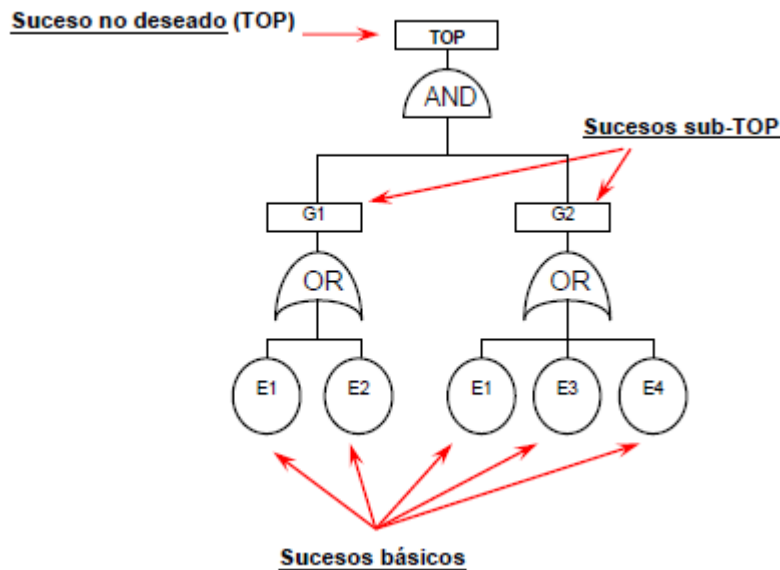 Suceso no deseado (TOP)
TOP
AND
Sucesos sub-TOP
G1
G2
OR
OR
E1
E2
E1
E3
E4
Sucesos básicos